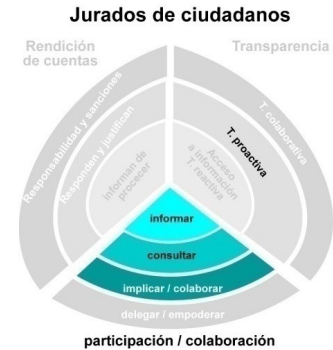 Jurados de ciudadanos
Rendición
de cuentas
Transparencia
Responsabilidad y sanciones
Responden y justifican
informan de
procecer
T. colaborativa
T. proactiva
Acceso
a información
T. reactiva
informar
consultar
implicar / colaborar
delegar / empoderar
participación / colaboración